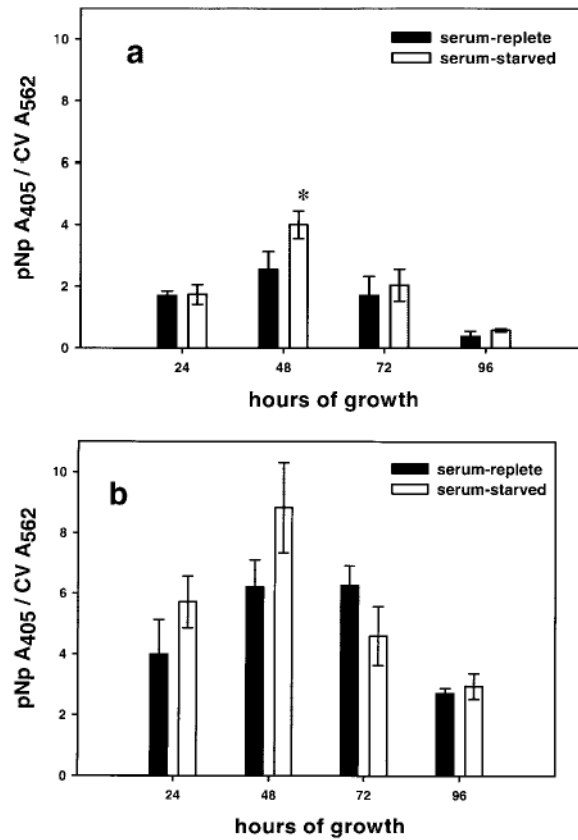 a
serum-replete
serum-starved
10
8
6
4
2
0
*
pNp A405 / CV A562
24 48 72 96
hours of growth
b
serum-replete
serum-starved
10
8
6
4
2
0
pNp A405 / CV A562
24 48 72 96
hours of growth